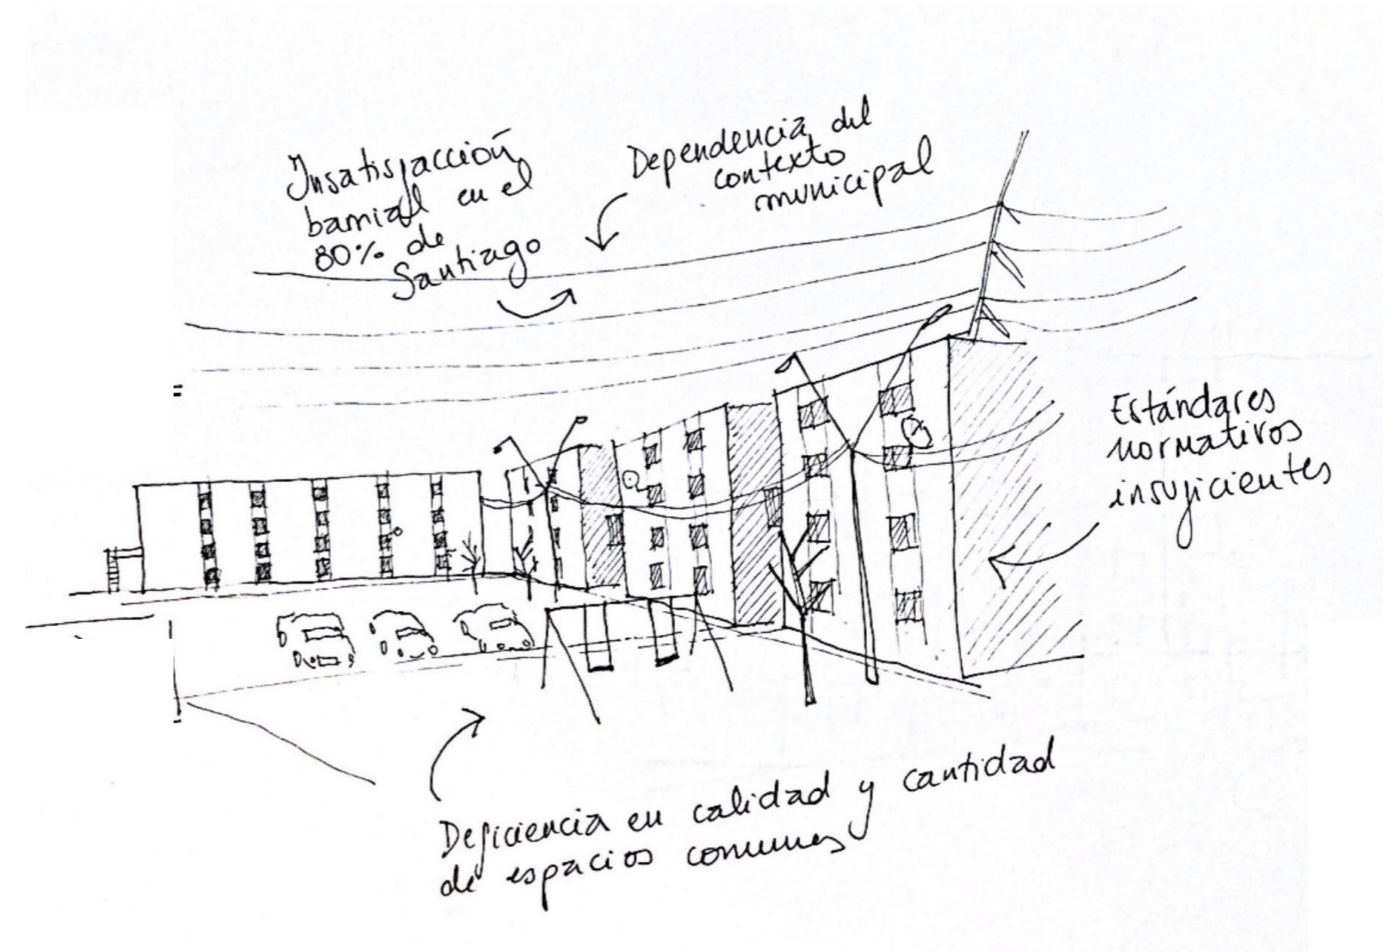 Insatisfacción
barrial en el
80% de
Santiago
Dependencia del
contexto
municipal
Estándares
normativos
insuficientes
Deficiencia en calidad y cantidad
de espacios comunes